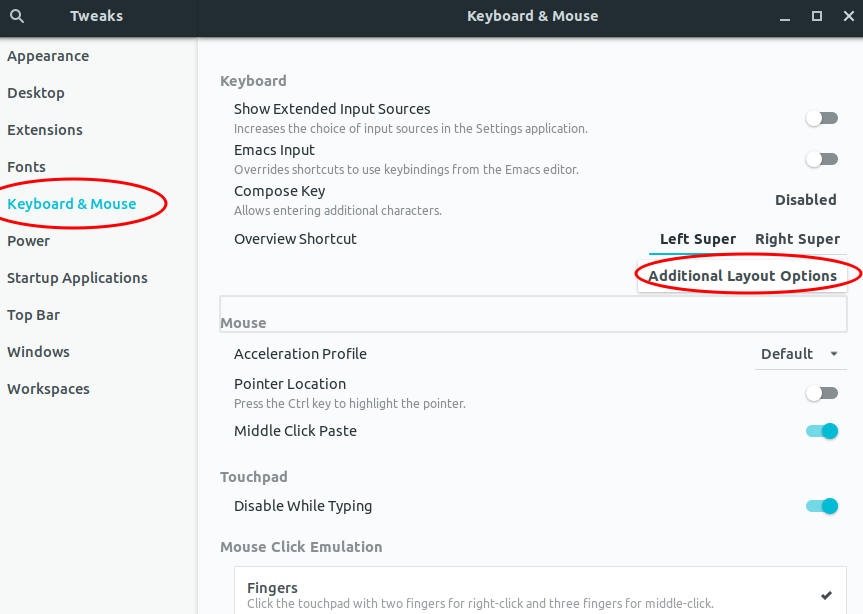 Tweaks
Keyboard & Mouse
Appearance
Desktop
Extensions
Fonts
Keyboard & Mouse
Power
Startup Applications
Top Bar
Windows
Workspaces
Keyboard
Show Extended Input Sources
Increases the choice of input sources in the Settings application.
Emacs Input
Overrides shortcuts to use keybindings from the Emacs editor.
Compose Key
Disabled
Allows entering additional characters.
Overview Shortcut
Left Super Right Super
Additional Layout Options
Mouse
Acceleration Profile
Default
Pointer Location
Press the Ctrl key to highlight the pointer.
Middle Click Paste
Touchpad
Disable While Typing
Mouse Click Emulation
Fingers
Click the touchpad with two fingers for right-click and three fingers for middle-click.